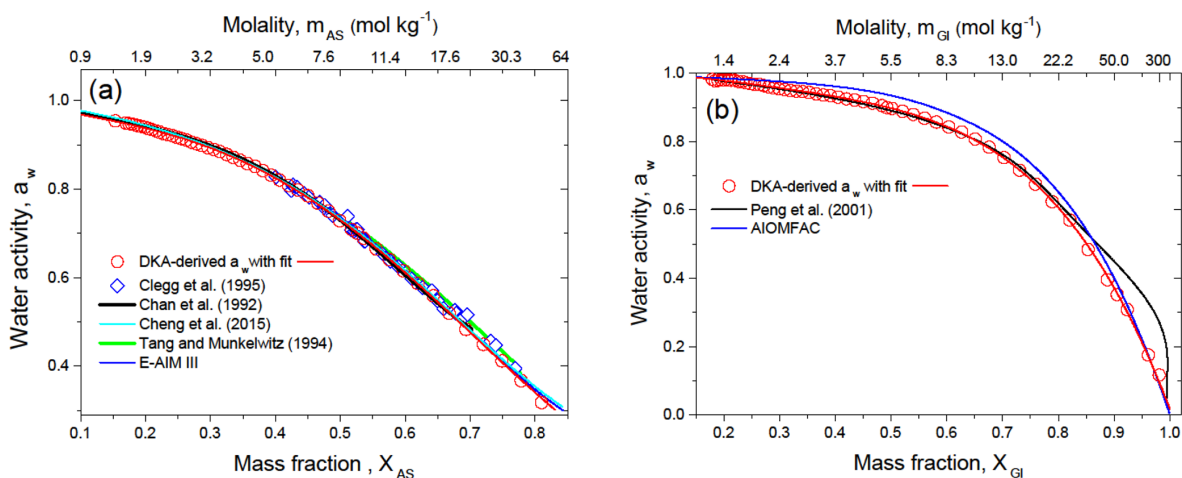 Molality, m_AS (mol kg⁻¹)
0.9 1.9 3.2 5.0 7.6 11.4 17.6 30.3 64
(a)
1.0
0.8
0.6
0.4
Water activity, a_w
DKA-derived a_w with fit
Clegg et al. (1995)
Chan et al. (1992)
Cheng et al. (2015)
Tang and Munkelwitz (1994)
E-AIM III
0.1 0.2 0.3 0.4 0.5 0.6 0.7 0.8
Mass fraction , X_AS
Molality, m_GI (mol kg⁻¹)
1.4 2.4 3.7 5.5 8.3 13.0 22.2 50.0 300
(b)
1.0
0.8
0.6
0.4
0.2
0.0
Water activity, a_w
DKA-derived a_w with fit
Peng et al. (2001)
AIOMFAC
0.2 0.3 0.4 0.5 0.6 0.7 0.8 0.9 1.0
Mass fraction, X_GI